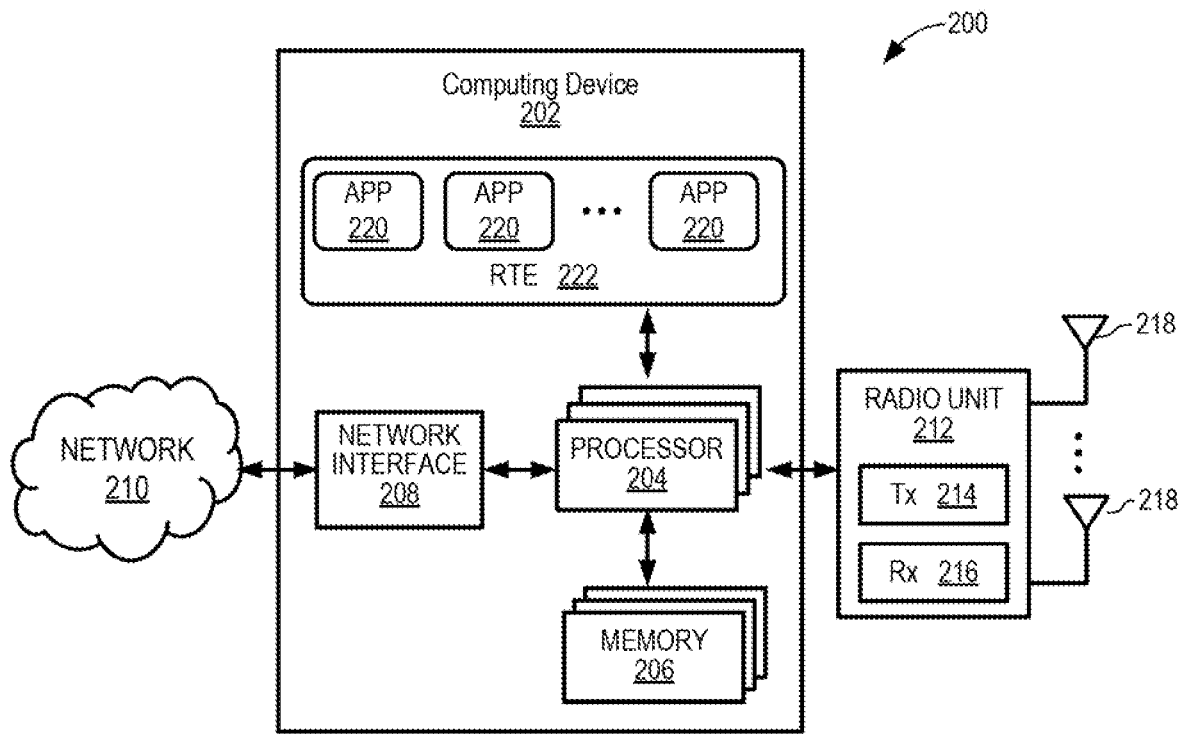 200
Computing Device
202
APP
220
APP
220
...
APP
220
RTE 222
218
NETWORK
210
NETWORK
INTERFACE
208
PROCESSOR
204
RADIO UNIT
212
Tx 214
Rx 216
218
MEMORY
206